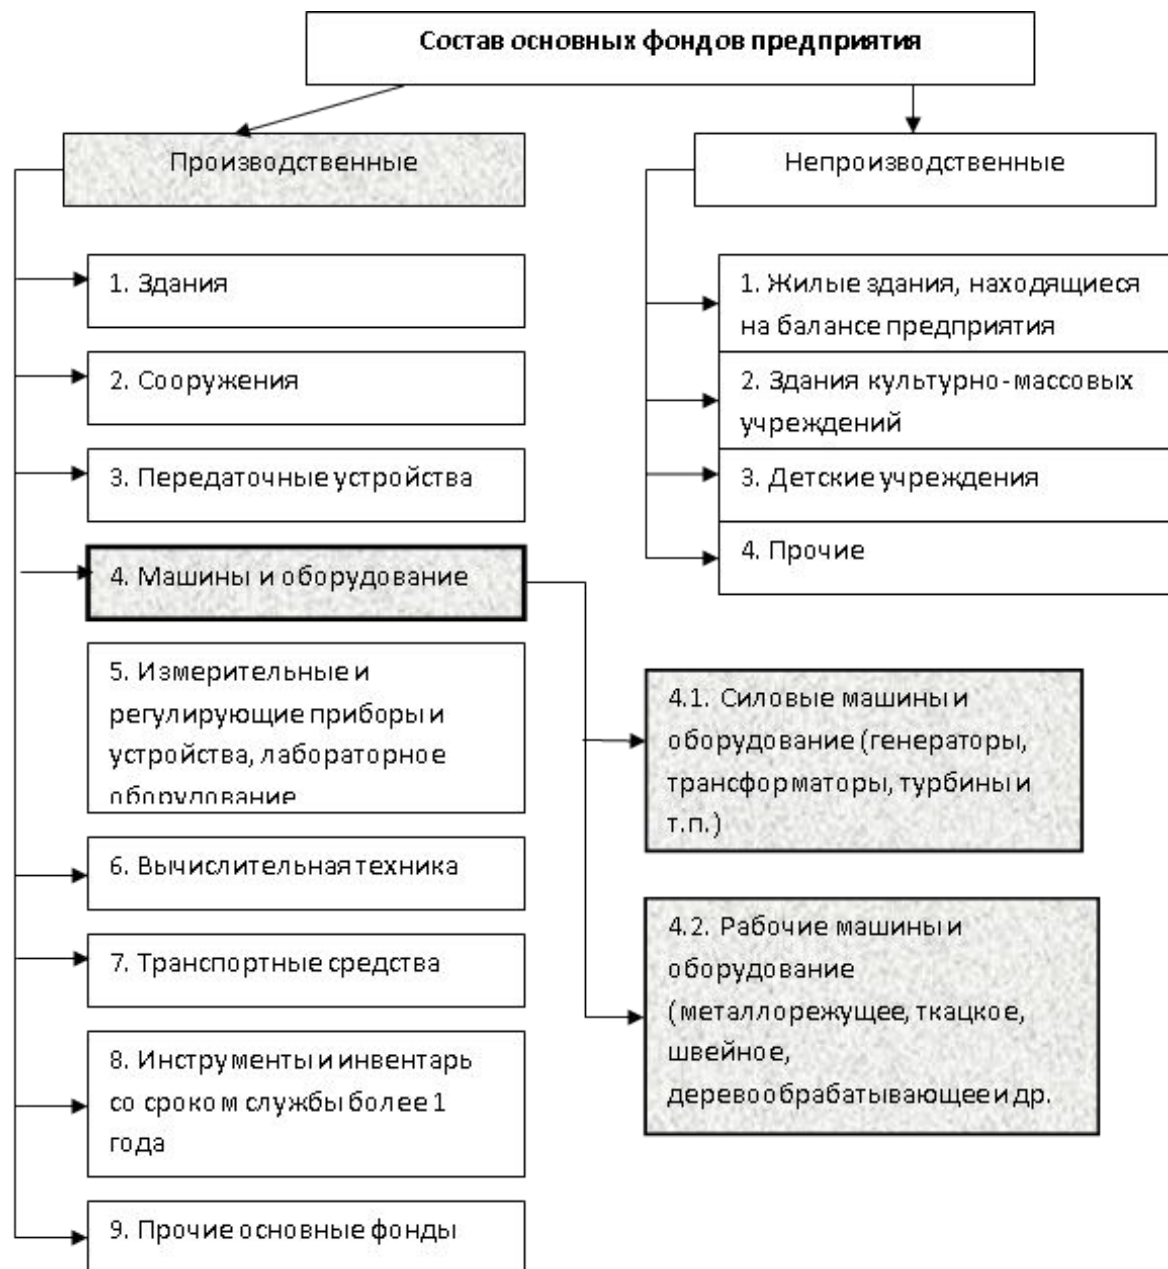 Состав основных фондов предприятия
Производственные
Непроизводственные
1. Здания
2. Сооружения
3. Передаточные устройства
4. Машины и оборудование
5. Измерительные и
регулирующие приборы и
устройства, лабораторное
оборудование
6. Вычислительная техника
7. Транспортные средства
8. Инструменты и инвентарь
со сроком службы более 1
года
9. Прочие основные фонды
1. Жилые здания, находящиеся
на балансе предприятия
2. Здания культурно-массовых
учреждений
3. Детские учреждения
4. Прочие
4.1. Силовые машины и
оборудование (генераторы,
трансформаторы, турбины и
т.п.)
4.2. Рабочие машины и
оборудование
(металлорежущее, ткацкое,
швейное,
деревообрабатывающее и др.